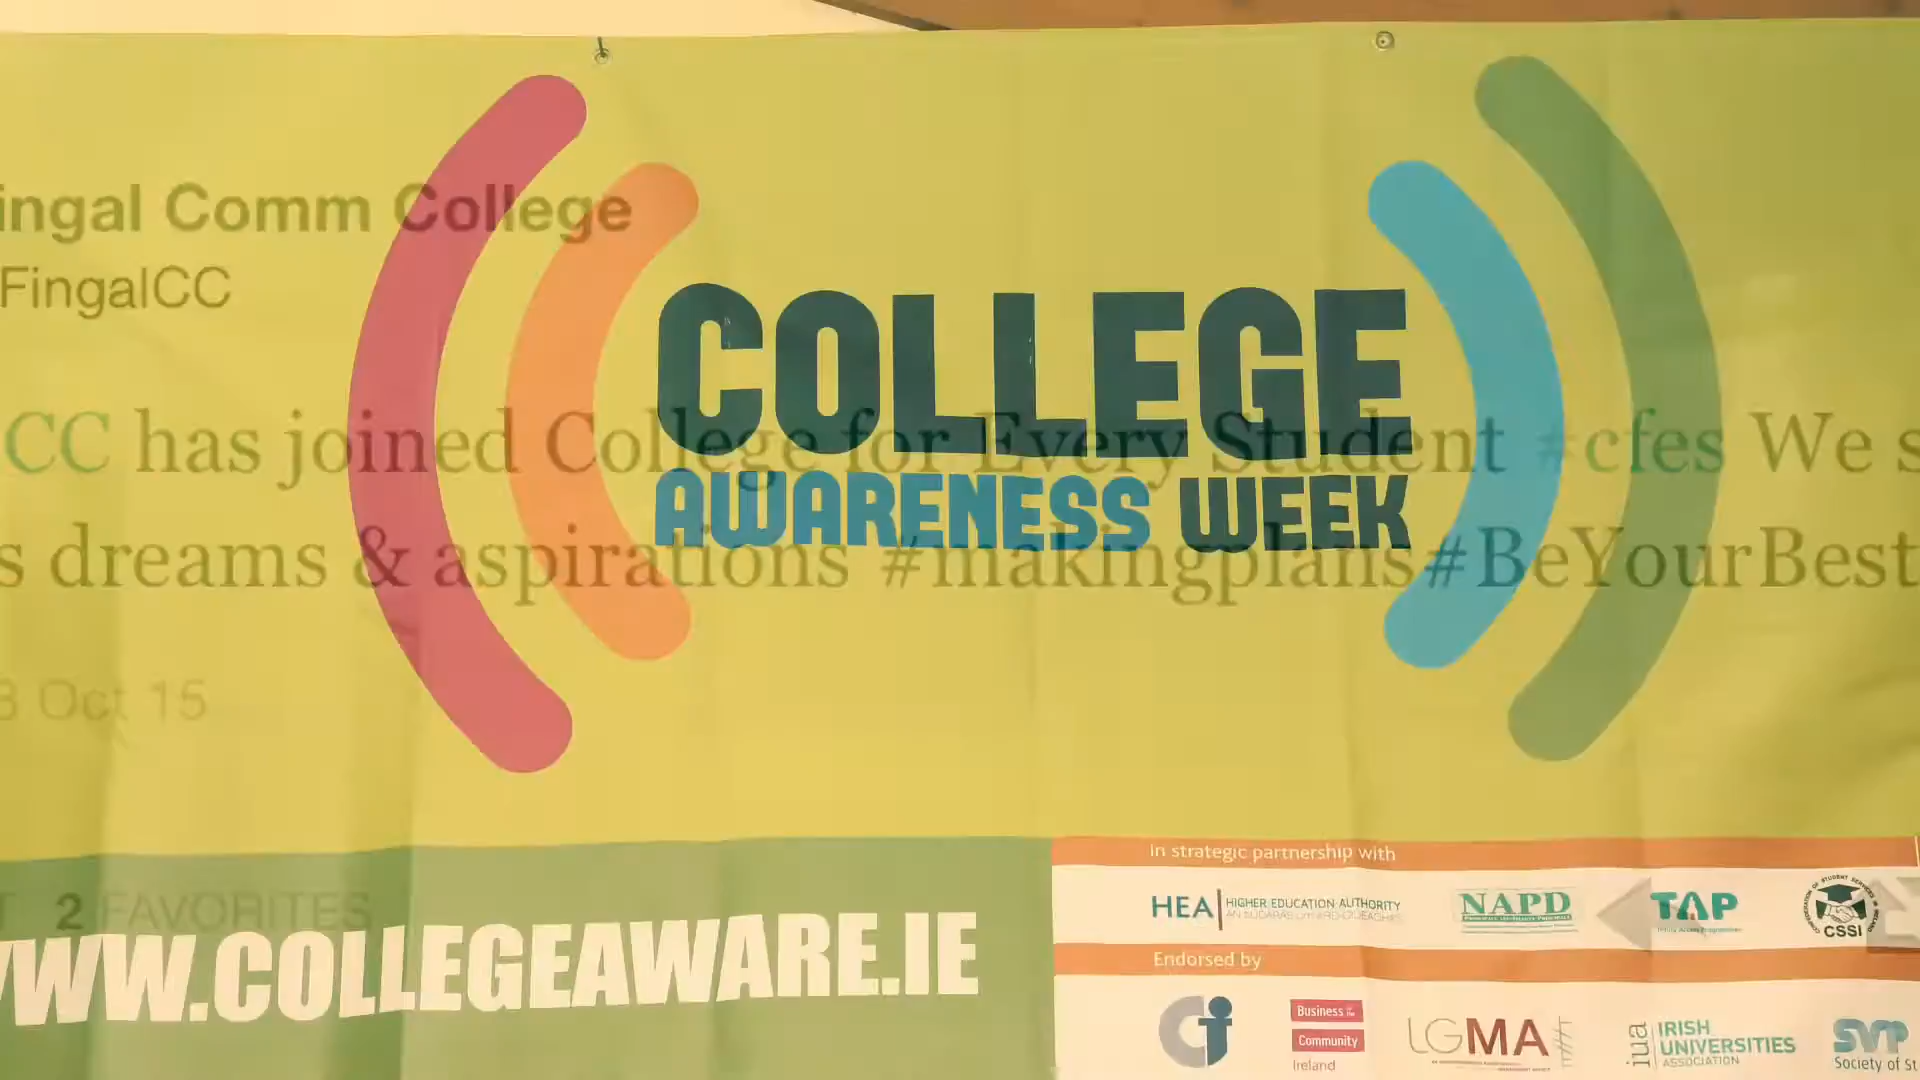 ingal Comm College
FingalCC
COLLEGE
AWARENESS WEEK
CC has joined College for Every Student #cfes We s
s dreams & aspirations #makingplans #BeYourBest
Oct 15
2 FAVORITES
WWW.COLLEGEAWARE.IE
In strategic partnership with
HEA HIGHER EDUCATION AUTHORITY
NAPD
TAP
CSSI
Endorsed by
Business in the
Community
Ireland
LGMA
iua IRISH
UNIVERSITIES
ASSOCIATION
SVP
Society of St